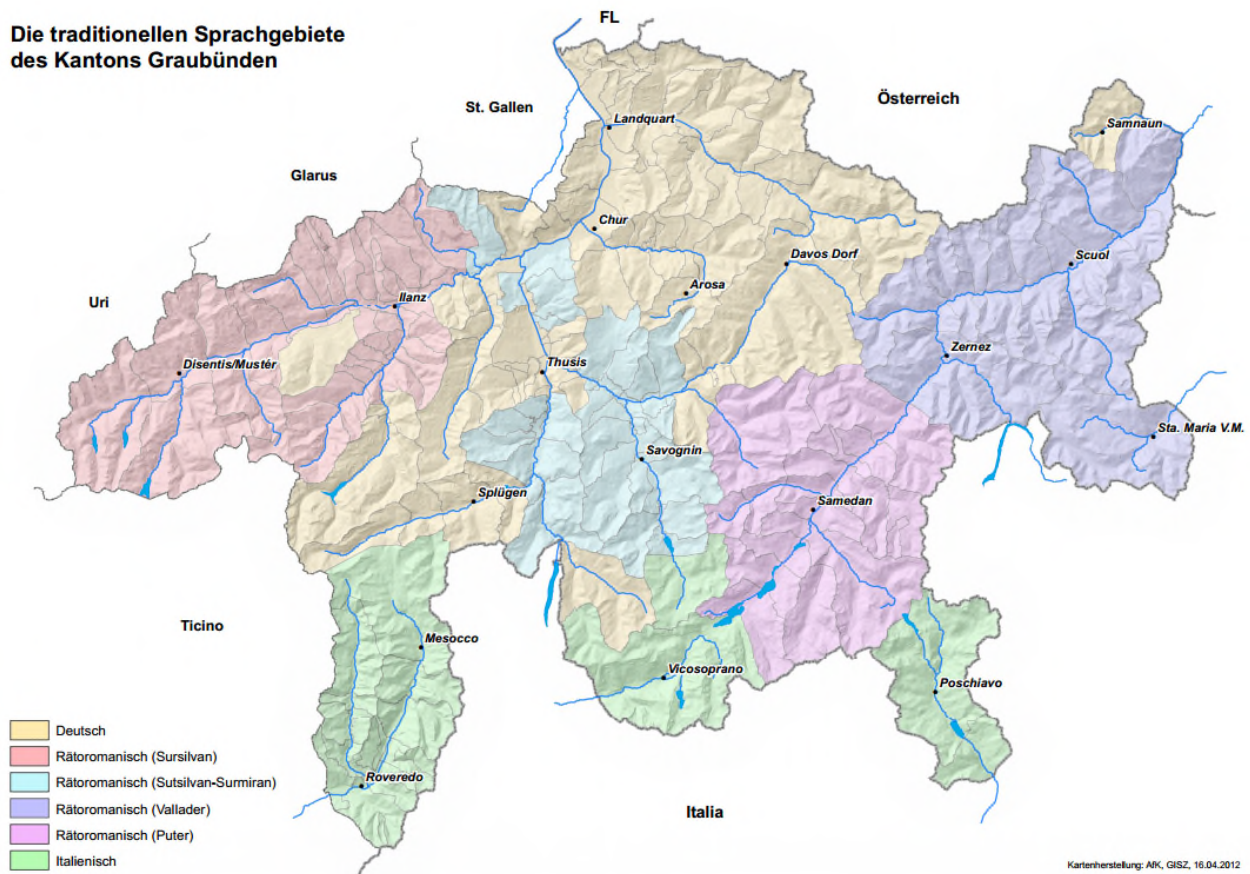 Die traditionellen Sprachgebiete
des Kantons Graubünden
FL
St. Gallen
Österreich
Glarus
Uri
Ticino
Italia
Landquart
Samnaun
Chur
Davos Dorf
Scuol
Arosa
Ilanz
Zernez
Disentis/Mustér
Thusis
Sta. Maria V.M.
Savognin
Splügen
Samedan
Mesocco
Vicosoprano
Poschiavo
Roveredo
Deutsch
Rätoromanisch (Sursilvan)
Rätoromanisch (Sutsilvan-Surmiran)
Rätoromanisch (Vallader)
Rätoromanisch (Puter)
Italienisch
Kartenherstellung: AfK, GISZ, 16.04.2012